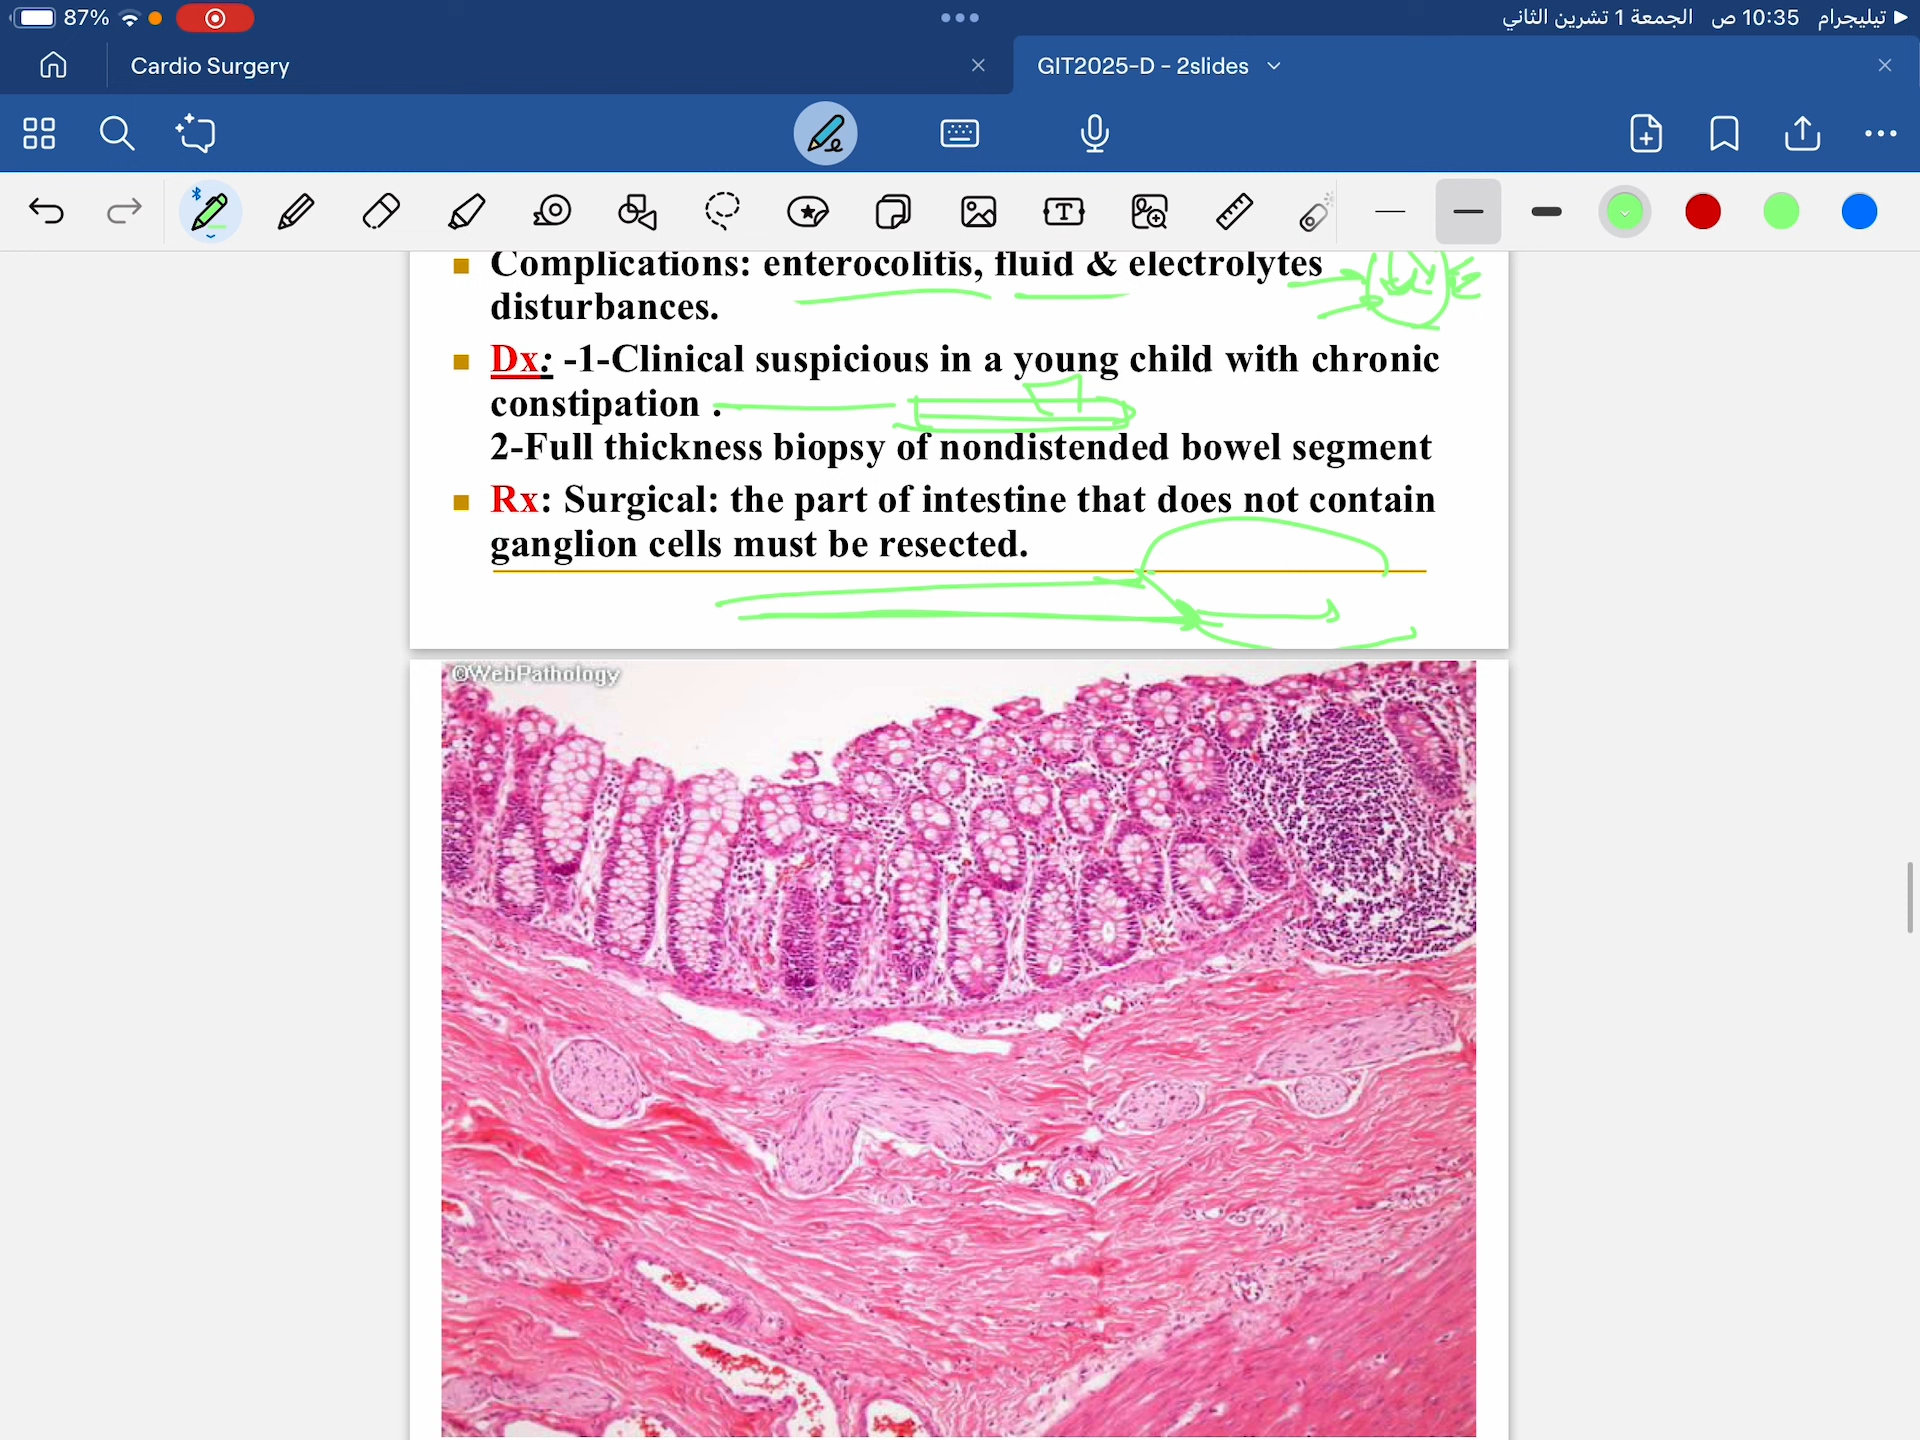 87%
تيليجرام 10:35 ص الجمعة 1 تشرين الثاني
Cardio Surgery
GIT2025-D - 2slides
Complications: enterocolitis, fluid & electrolytes
disturbances.
Dx: -1-Clinical suspicious in a young child with chronic
constipation .
2-Full thickness biopsy of nondistended bowel segment
Rx: Surgical: the part of intestine that does not contain
ganglion cells must be resected.
@WebPathology